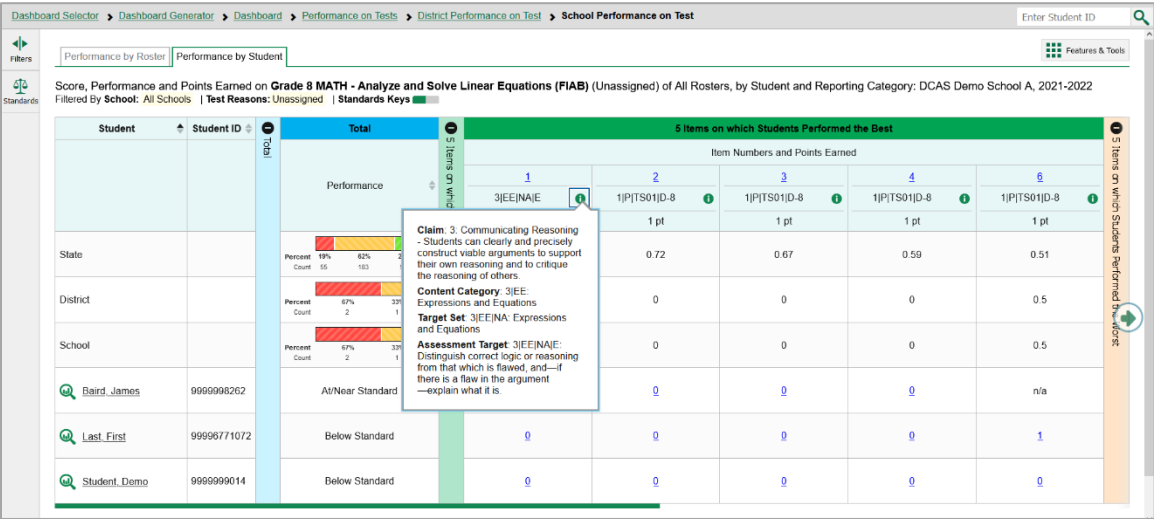 Dashboard Selector > Dashboard Generator > Dashboard > Performance on Tests > District Performance on Test > School Performance on Test
Enter Student ID
Filters
Standards
Performance by Roster
Performance by Student
Features & Tools
Score, Performance and Points Earned on Grade 8 MATH - Analyze and Solve Linear Equations (FIAB) (Unassigned) of All Rosters, by Student and Reporting Category: DCAS Demo School A, 2021-2022
Filtered By School: All Schools | Test Reasons: Unassigned | Standards Keys
Student
Student ID
Total
Total
5 Items on which
5 Items on which Students Performed the Best
5 Items on which Students Performed the Worst
Item Numbers and Points Earned
Performance
1 2 3 4 6
3|EE|NA|E 1|P|TS01|D-8 1|P|TS01|D-8 1|P|TS01|D-8 1|P|TS01|D-8
1 pt 1 pt 1 pt 1 pt
Claim: 3: Communicating Reasoning
- Students can clearly and precisely
construct viable arguments to support
their own reasoning and to critique
the reasoning of others.
Content Category: 3|EE:
Expressions and Equations
Target Set: 3|EE|NA: Expressions
and Equations
Assessment Target: 3|EE|NA|E:
Distinguish correct logic or reasoning
from that which is flawed, and—if
there is a flaw in the argument
—explain what it is.
State
Percent 19% 62%
Count 55 183
0.72 0.67 0.59 0.51
District
Percent 67% 33%
Count 2 1
0 0 0 0.5
School
Percent 67% 33%
Count 2 1
0 0 0 0.5
Baird, James 9999998262 At/Near Standard 0 0 0 n/a
Last, First 99996771072 Below Standard 0 0 0 0 1
Student, Demo 9999999014 Below Standard 0 0 0 0 0